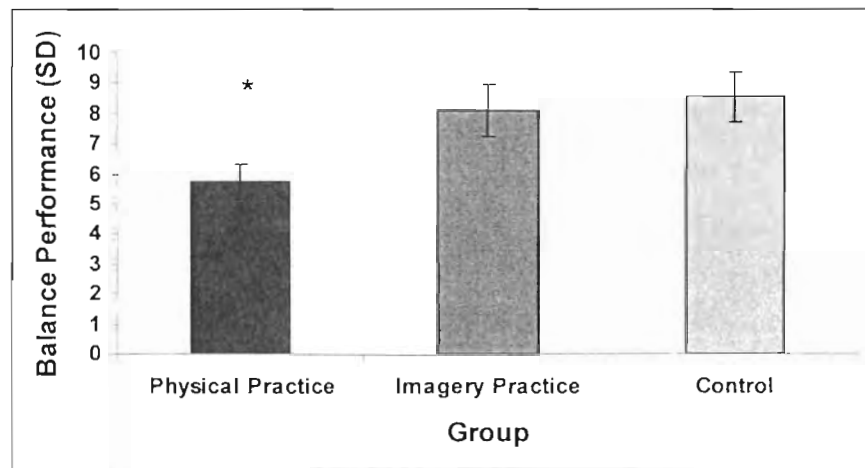 Balance Performance (SD)
10
9
8
7
6
5
4
3
2
1
0
*
Physical Practice
Imagery Practice
Control
Group